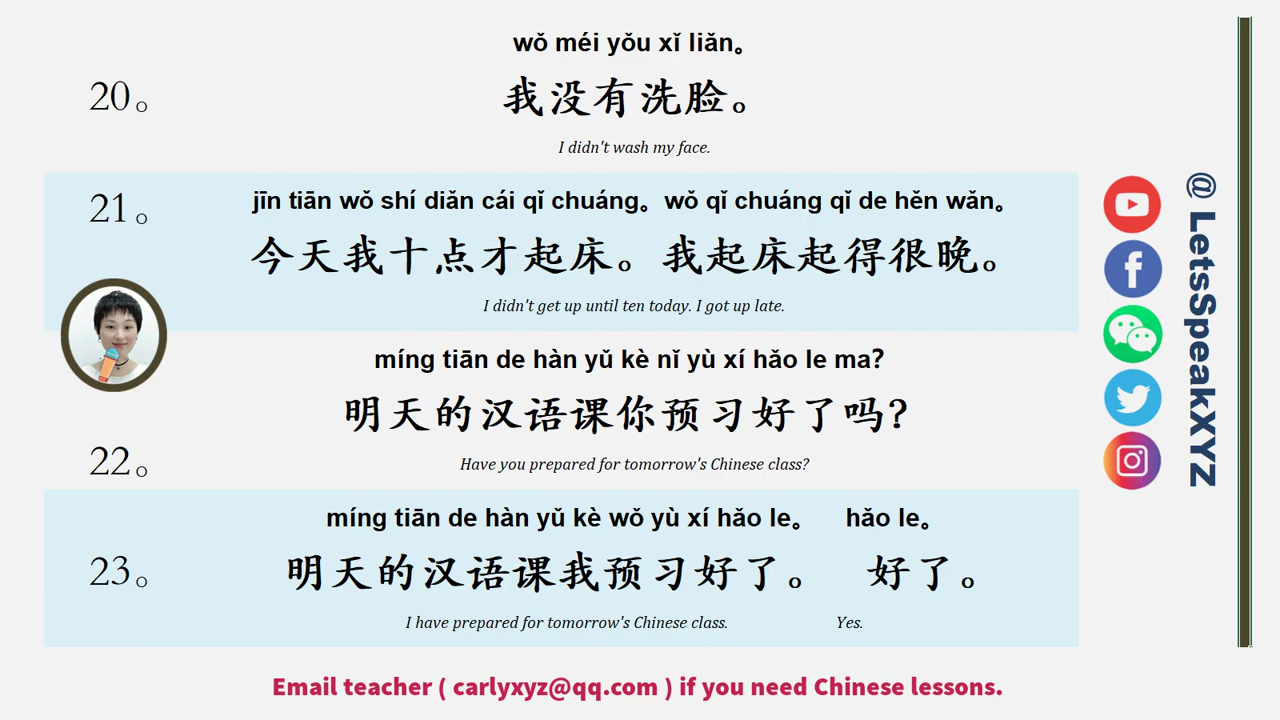 wǒ méi yǒu xǐ liǎn。
20。
我没有洗脸。
I didn't wash my face.
jīn tiān wǒ shí diǎn cái qǐ chuáng。wǒ qǐ chuáng qǐ de hěn wǎn。
21。
今天我十点才起床。我起床起得很晚。
I didn't get up until ten today. I got up late.
míng tiān de hàn yǔ kè nǐ yù xí hǎo le ma?
明天的汉语课你预习好了吗?
22。
Have you prepared for tomorrow's Chinese class?
míng tiān de hàn yǔ kè wǒ yù xí hǎo le。 hǎo le。
23。
明天的汉语课我预习好了。 好了。
I have prepared for tomorrow's Chinese class. Yes.
@ LetsSpeakXYZ
Email teacher ( carlyxyz@qq.com ) if you need Chinese lessons.